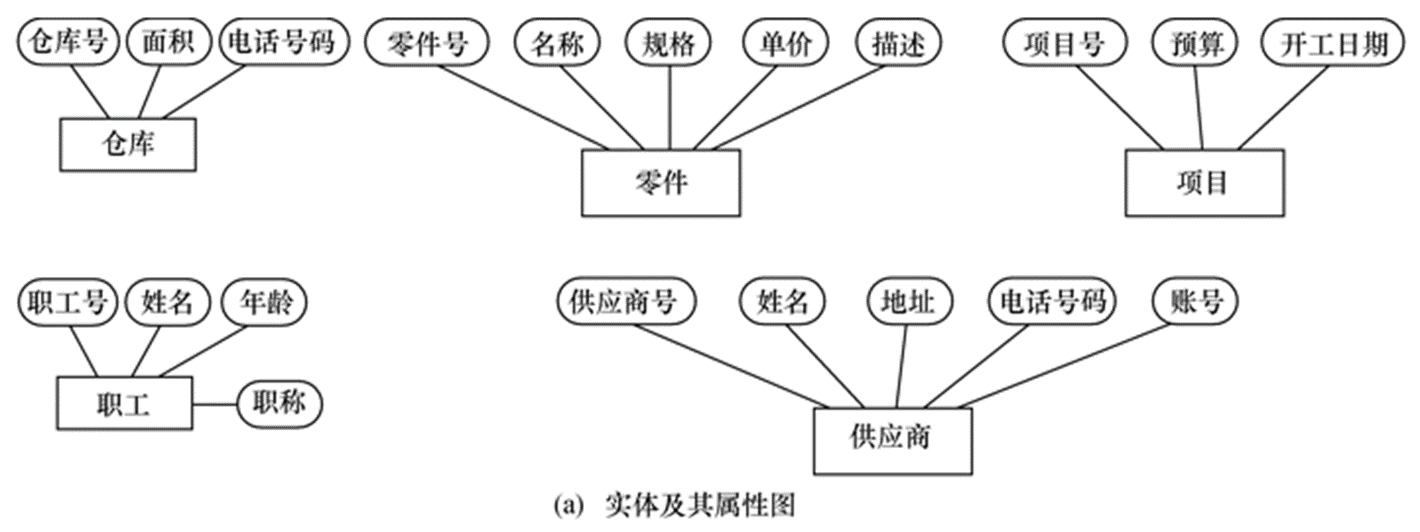 仓库号 面积 电话号码 零件号 名称 规格 单价 描述 项目号 预算 开工日期
仓库 零件 项目
职工号 姓名 年龄 供应商号 姓名 地址 电话号码 账号
职工 职称 供应商
(a) 实体及其属性图